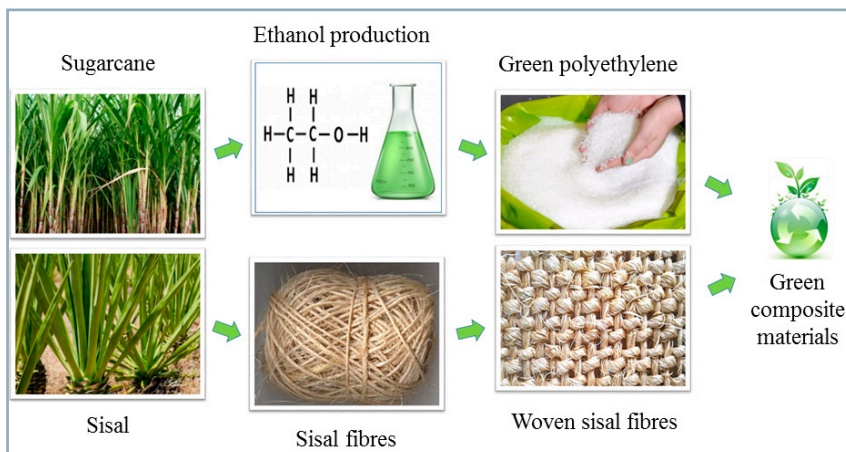 Ethanol production
Sugarcane
Green polyethylene
H H
H-C-C-O-H
H H
Green
composite
materials
Sisal
Sisal fibres
Woven sisal fibres